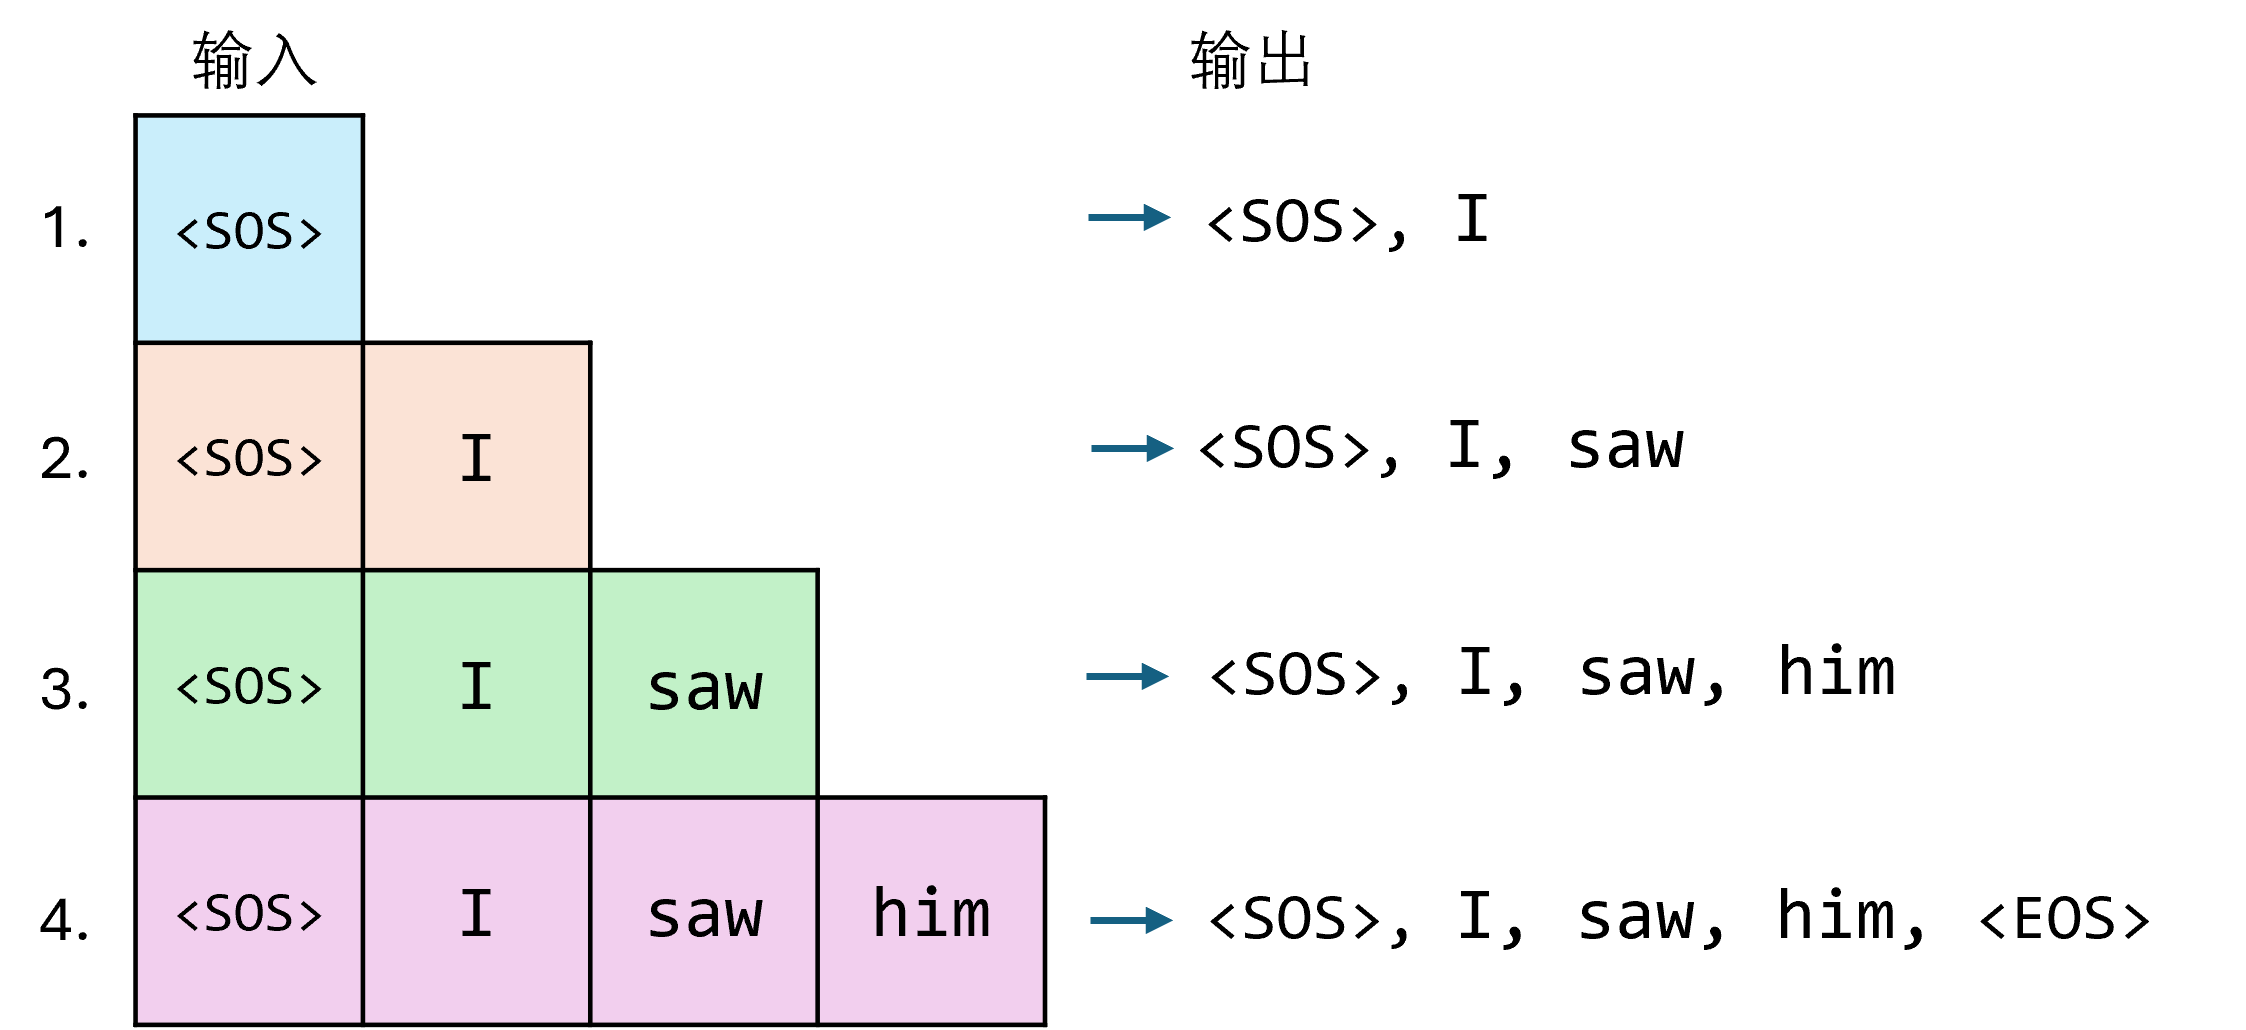 输入 输出
1. <SOS> <SOS>, I
2. <SOS> I <SOS>, I, saw
3. <SOS> I saw <SOS>, I, saw, him
4. <SOS> I saw him <SOS>, I, saw, him, <EOS>